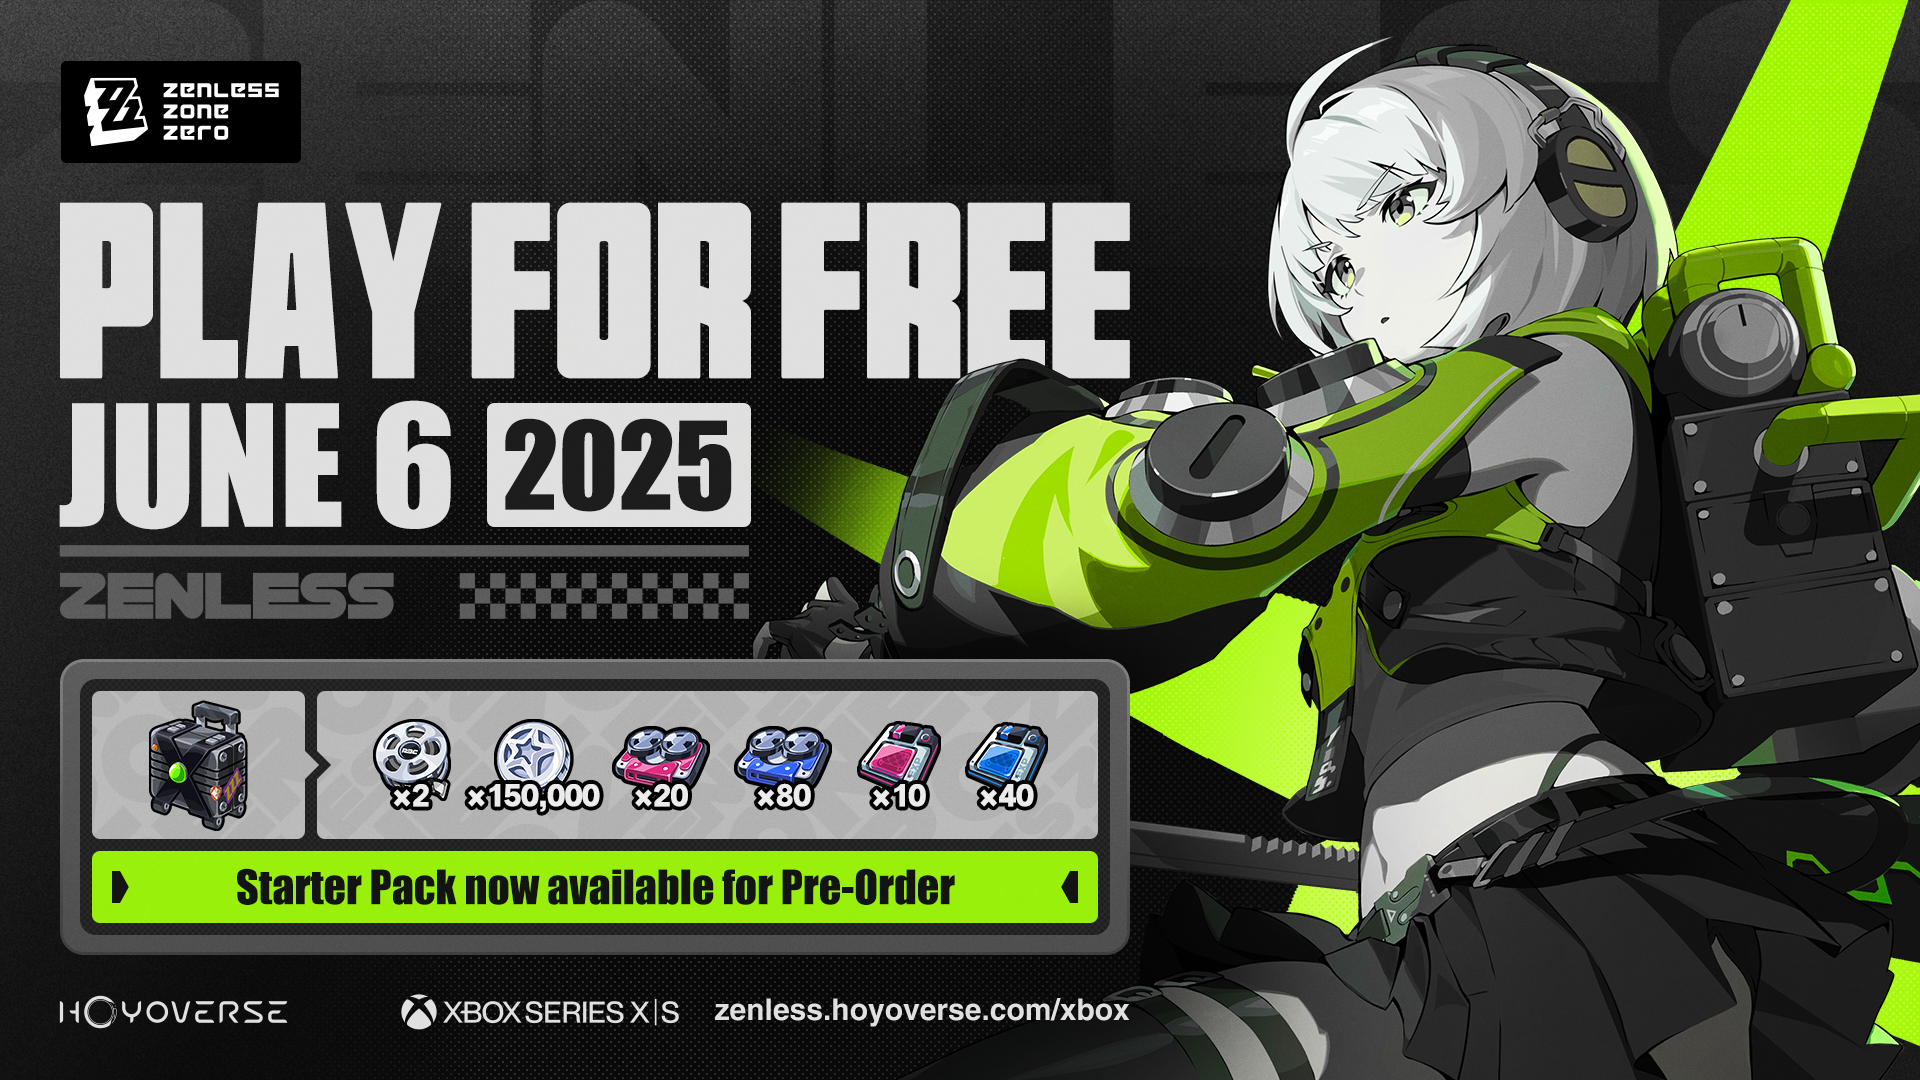 zenless
zone
zero
PLAY FOR FREE
JUNE 6 2025
ZENLESS
×2 ×150,000 ×20 ×80 ×10 ×40
Starter Pack now available for Pre-Order
HOYOVERSE XBOX SERIES X|S zenless.hoyoverse.com/xbox